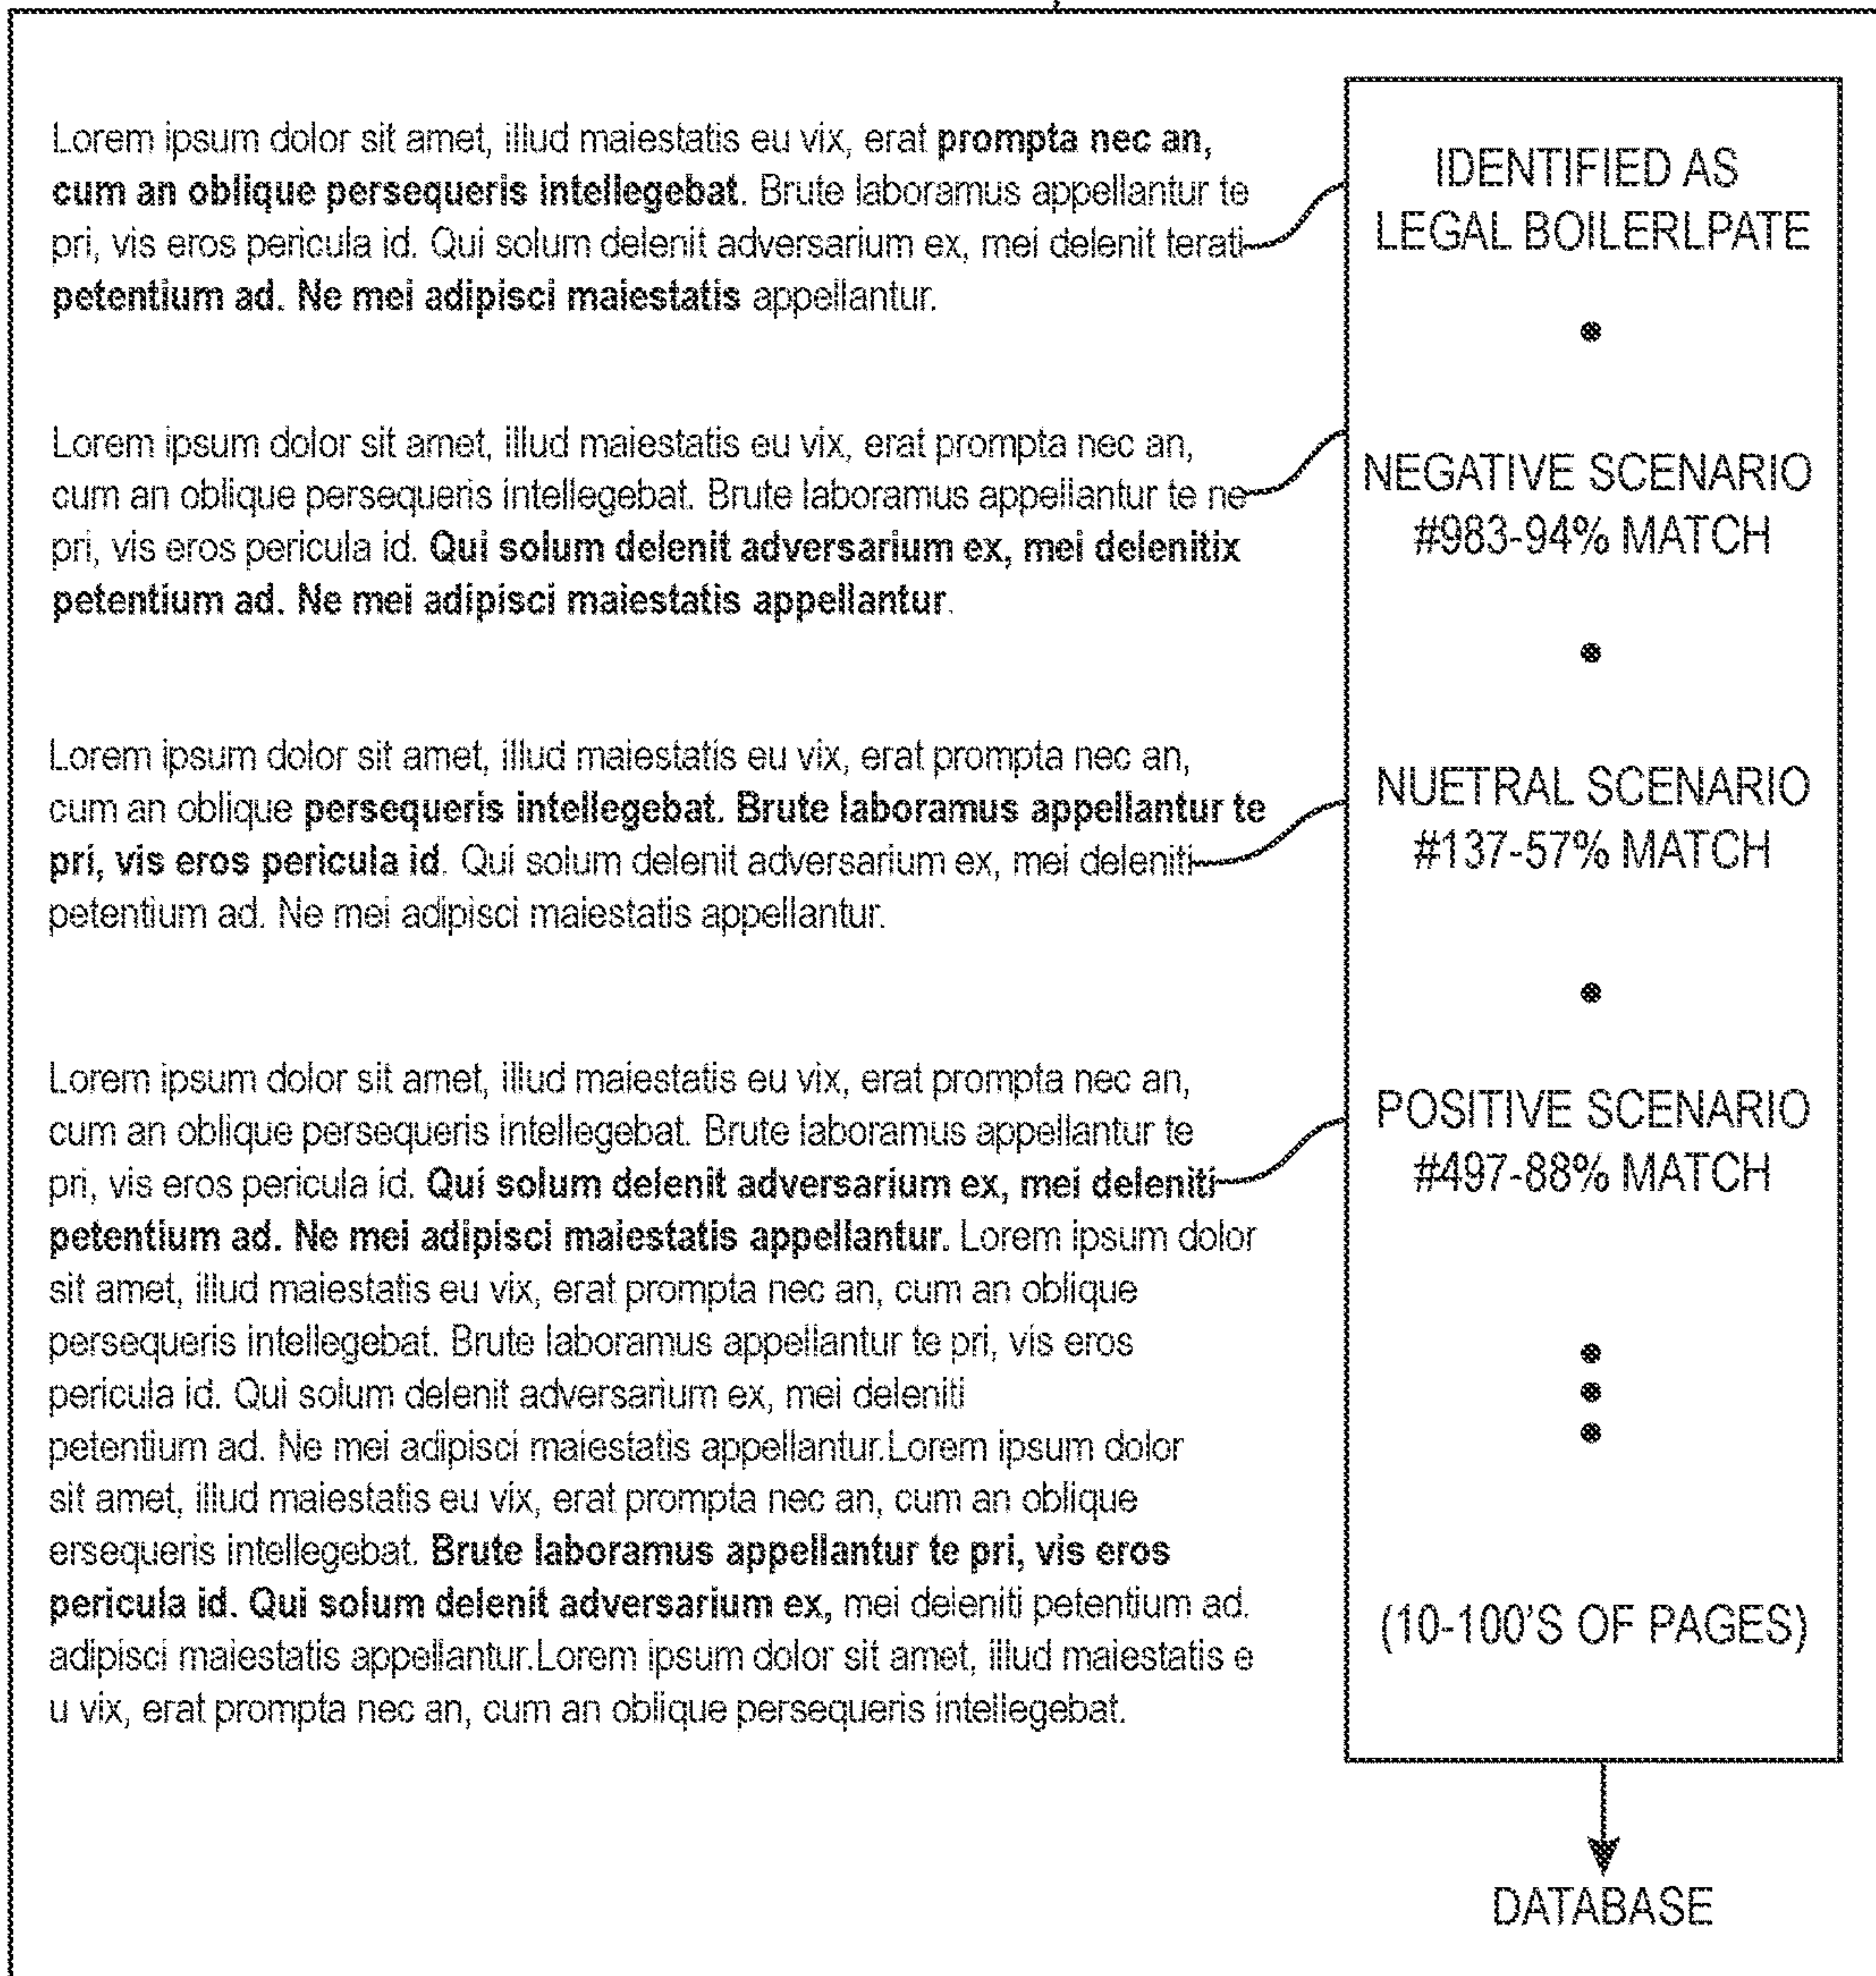 Lorem ipsum dolor sit amet, illud maiestatis eu vix, erat prompta nec an,
cum an oblique persequeris intellegebat. Brute laboramus appellantur te
pri, vis eros pericula id. Qui solum delenit adversarium ex, mei delenit terati
petentium ad. Ne mei adipisci maiestatis appellantur.
IDENTIFIED AS
LEGAL BOILERLPATE
Lorem ipsum dolor sit amet, illud maiestatis eu vix, erat prompta nec an,
cum an oblique persequeris intellegebat. Brute laboramus appellantur te ne
pri, vis eros pericula id. Qui solum delenit adversarium ex, mei delenitix
petentium ad. Ne mei adipisci maiestatis appellantur.
NEGATIVE SCENARIO
#983-94% MATCH
Lorem ipsum dolor sit amet, illud maiestatis eu vix, erat prompta nec an,
cum an oblique persequeris intellegebat. Brute laboramus appellantur te
pri, vis eros pericula id. Qui solum delenit adversarium ex, mei deleniti
petentium ad. Ne mei adipisci maiestatis appellantur.
NUETRAL SCENARIO
#137-57% MATCH
Lorem ipsum dolor sit amet, illud maiestatis eu vix, erat prompta nec an,
cum an oblique persequeris intellegebat. Brute laboramus appellantur te
pri, vis eros pericula id. Qui solum delenit adversarium ex, mei deleniti
petentium ad. Ne mei adipisci maiestatis appellantur. Lorem ipsum dolor
sit amet, illud maiestatis eu vix, erat prompta nec an, cum an oblique
persequeris intellegebat. Brute laboramus appellantur te pri, vis eros
pericula id. Qui solum delenit adversarium ex, mei deleniti
petentium ad. Ne mei adipisci maiestatis appellantur.Lorem ipsum dolor
sit amet, illud maiestatis eu vix, erat prompta nec an, cum an oblique
ersequeris intellegebat. Brute laboramus appellantur te pri, vis eros
pericula id. Qui solum delenit adversarium ex, mei deleniti petentium ad.
adipisci maiestatis appellantur.Lorem ipsum dolor sit amet, illud maiestatis e
u vix, erat prompta nec an, cum an oblique persequeris intellegebat.
POSITIVE SCENARIO
#497-88% MATCH
(10-100'S OF PAGES)
DATABASE